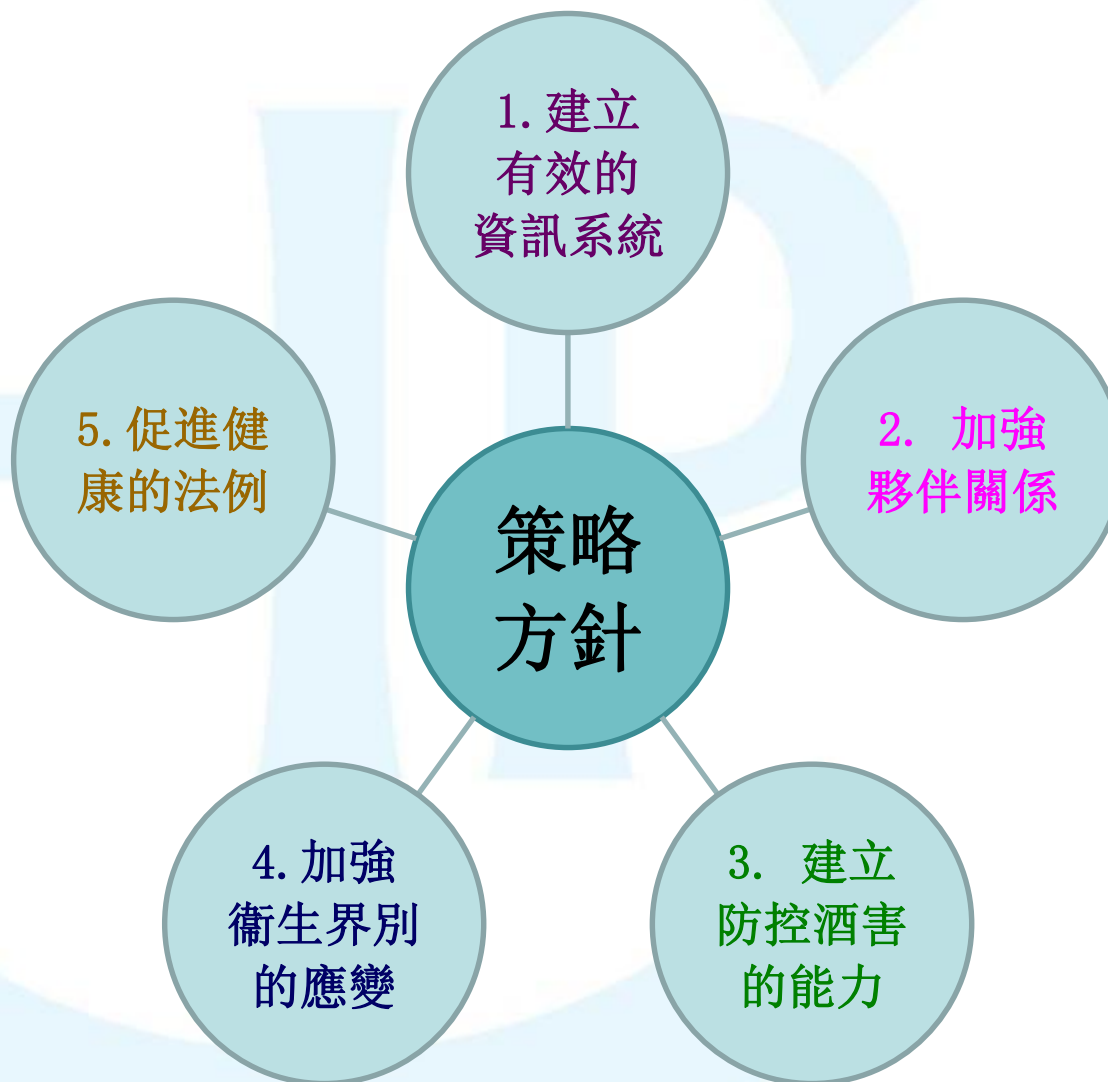 1. 建立
有效的
資訊系統
5. 促進健
康的法例
2. 加強
夥伴關係
策略
方針
4. 加強
衞生界別
的應變
3. 建立
防控酒害
的能力